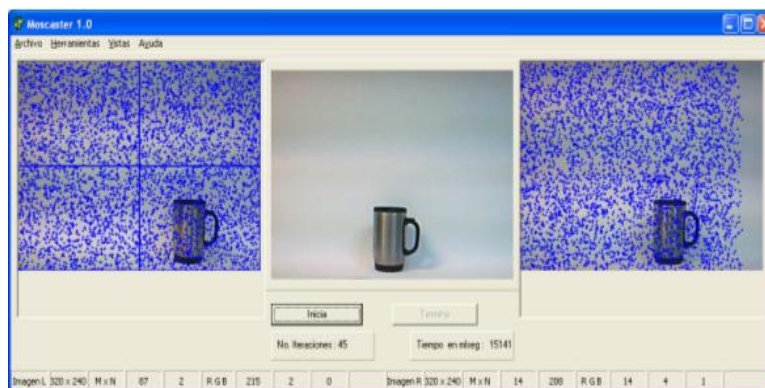 Moscaster 1.0
Archivo Herramientas Vistas Ayuda
Inicia
Termina
No. Iteraciones : 45
Tiempo en mlseg : 15141
Imagen L 320 x 240 M x N 87 2 R G B 215 2 0 Imagen R 320 x 240 M x N 14 208 R G B 14 4 1